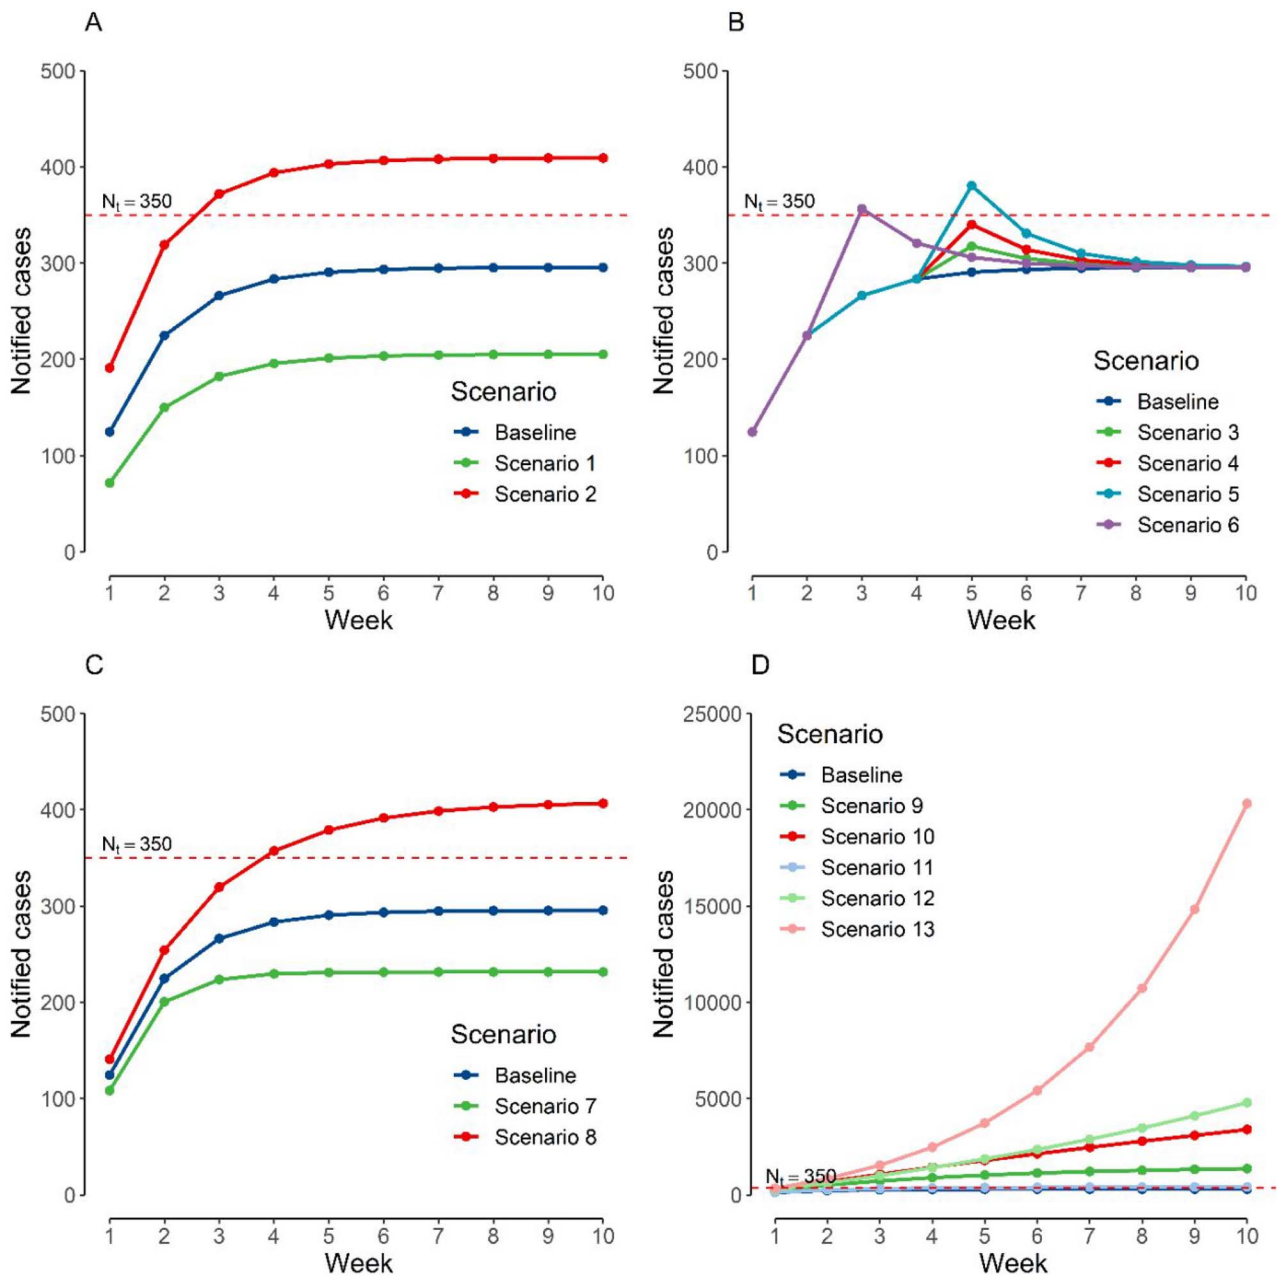 A
500
400
300
200
100
0
Notified cases
Nt = 350
Scenario
Baseline
Scenario 1
Scenario 2
1 2 3 4 5 6 7 8 9 10
Week
B
500
400
300
200
100
0
Notified cases
Nt = 350
Scenario
Baseline
Scenario 3
Scenario 4
Scenario 5
Scenario 6
1 2 3 4 5 6 7 8 9 10
Week
C
500
400
300
200
100
0
Notified cases
Nt = 350
Scenario
Baseline
Scenario 7
Scenario 8
1 2 3 4 5 6 7 8 9 10
Week
D
25000
20000
15000
10000
5000
0
Notified cases
Scenario
Baseline
Scenario 9
Scenario 10
Scenario 11
Scenario 12
Scenario 13
Nt = 350
1 2 3 4 5 6 7 8 9 10
Week